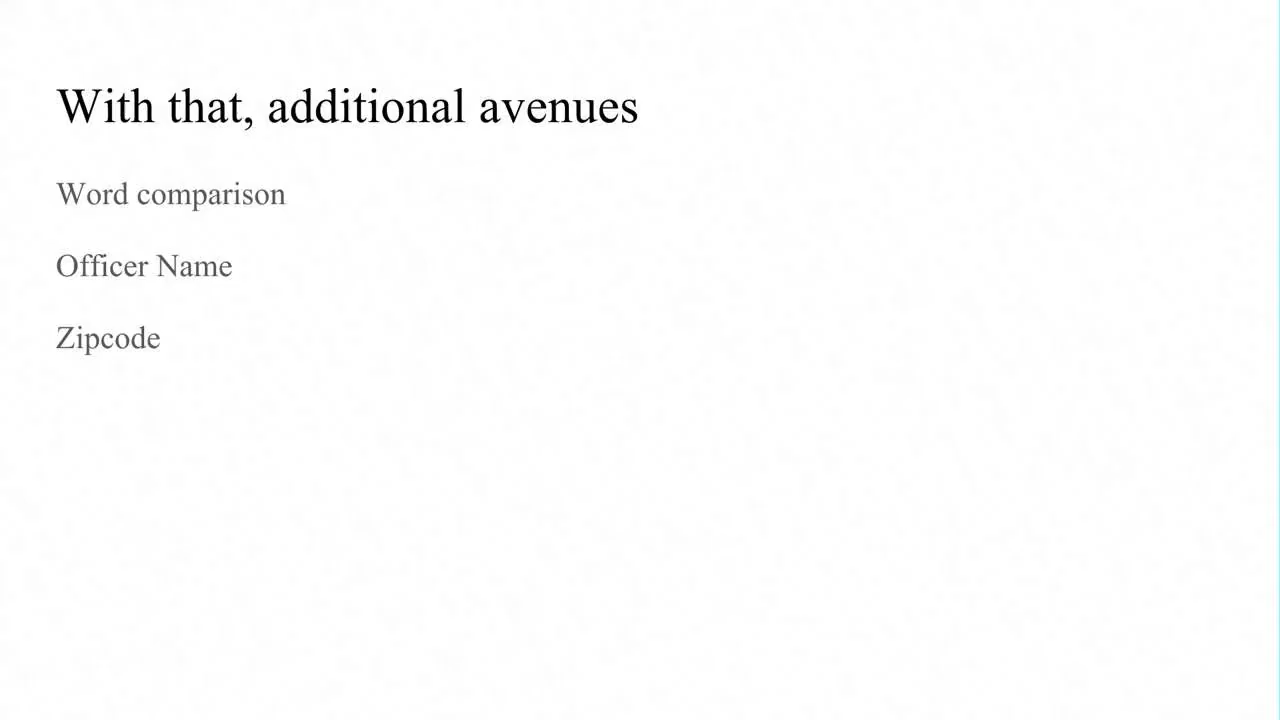 With that, additional avenues
Word comparison
Officer Name
Zipcode